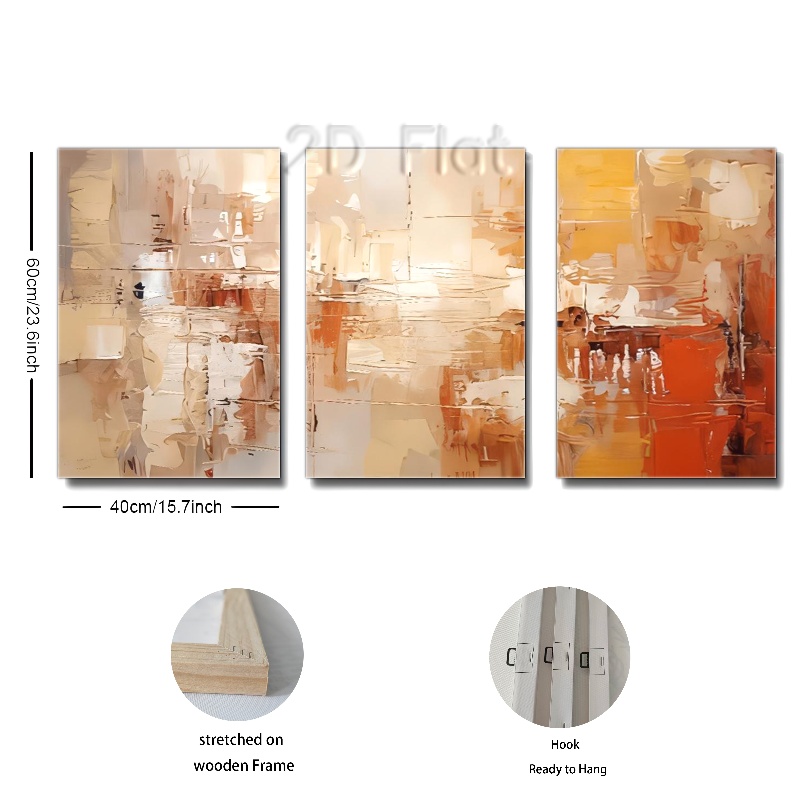 2D Flat
60cm/23.6inch
40cm/15.7inch
stretched on
wooden Frame
Hook
Ready to Hang